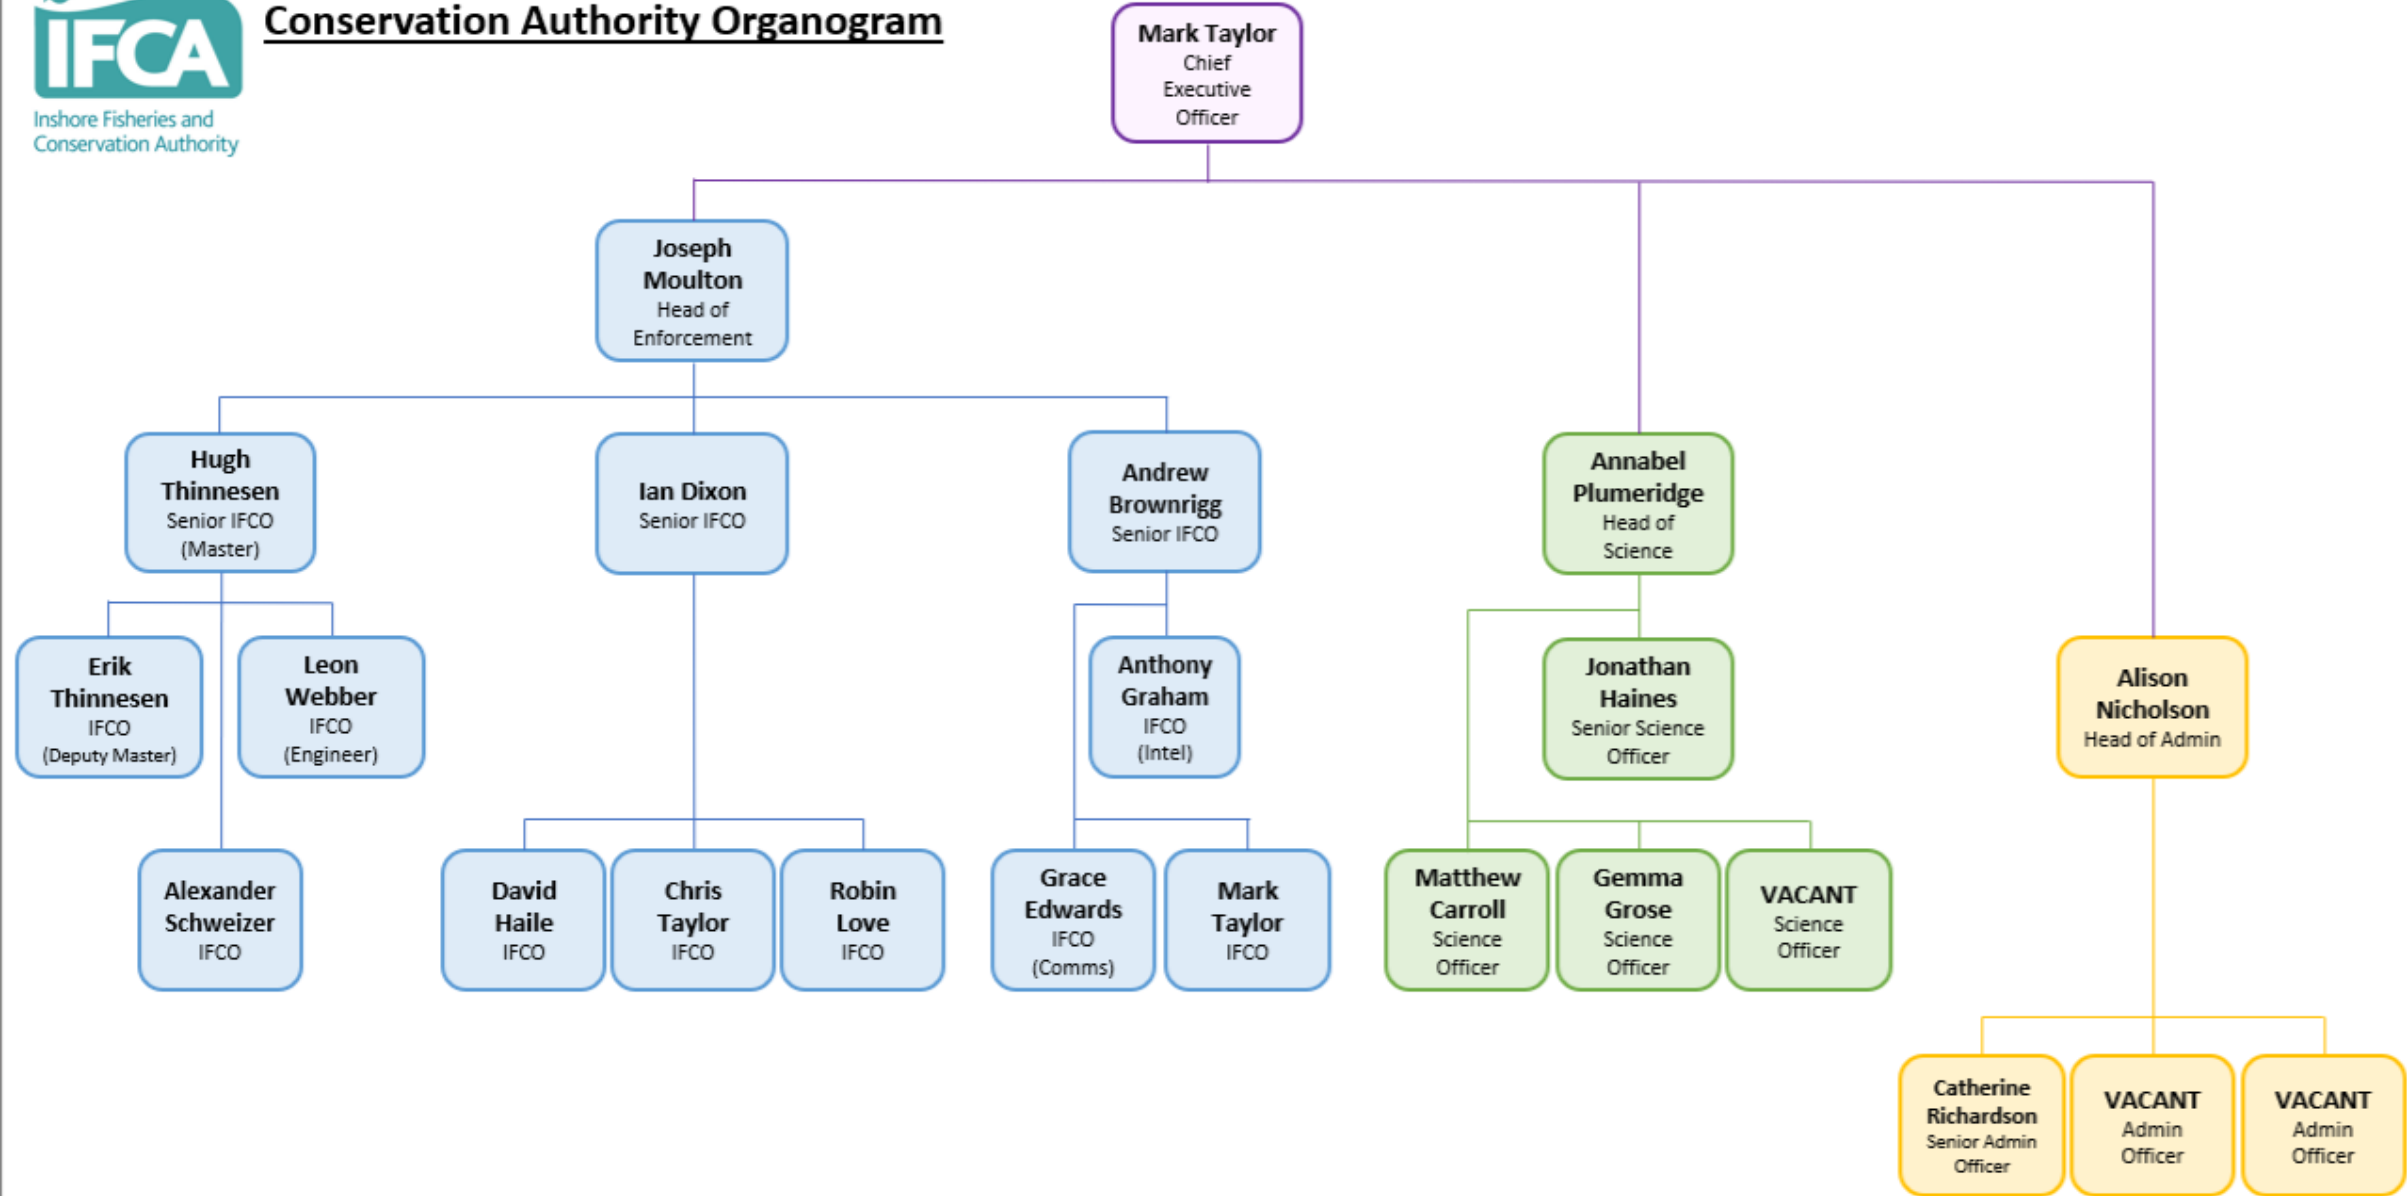 IFCA
Inshore Fisheries and
Conservation Authority
Conservation Authority Organogram
Mark Taylor
Chief
Executive
Officer
Joseph
Moulton
Head of
Enforcement
Hugh
Thinnesen
Senior IFCO
(Master)
Ian Dixon
Senior IFCO
Andrew
Brownrigg
Senior IFCO
Annabel
Plumeridge
Head of
Science
Erik
Thinnesen
IFCO
(Deputy Master)
Leon
Webber
IFCO
(Engineer)
Anthony
Graham
IFCO
(Intel)
Jonathan
Haines
Senior Science
Officer
Alison
Nicholson
Head of Admin
Alexander
Schweizer
IFCO
David
Haile
IFCO
Chris
Taylor
IFCO
Robin
Love
IFCO
Grace
Edwards
IFCO
(Comms)
Mark
Taylor
IFCO
Matthew
Carroll
Science
Officer
Gemma
Grose
Science
Officer
VACANT
Science
Officer
Catherine
Richardson
Senior Admin
Officer
VACANT
Admin
Officer
VACANT
Admin
Officer